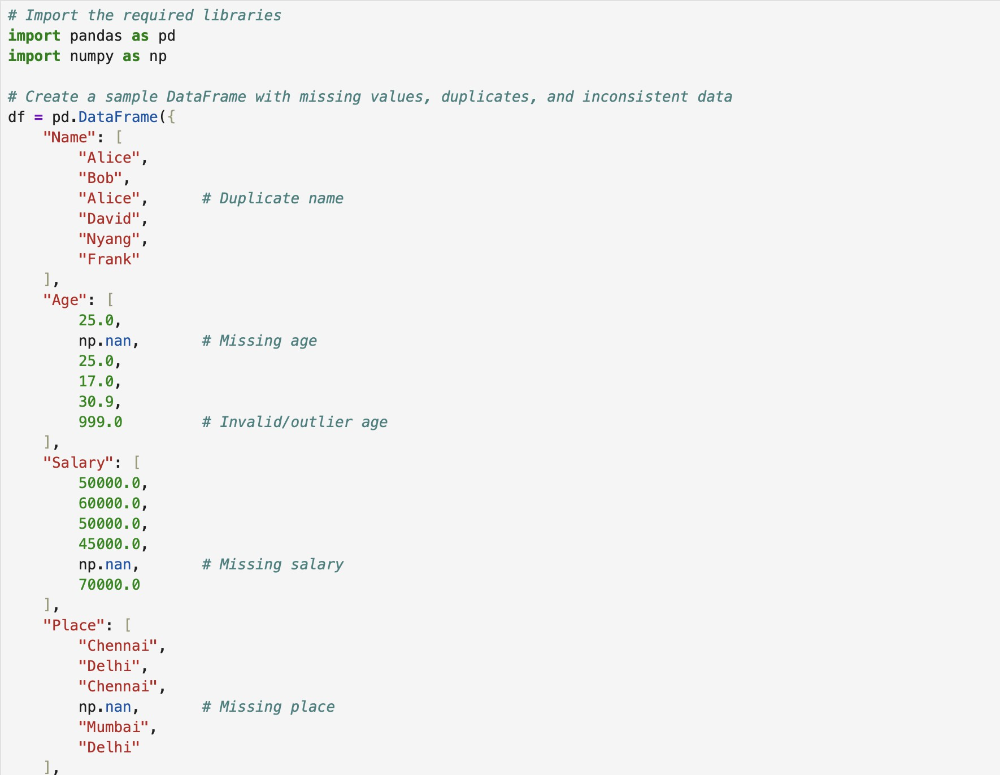 # Import the required libraries
import pandas as pd
import numpy as np

# Create a sample DataFrame with missing values, duplicates, and inconsistent data
df = pd.DataFrame({
    "Name": [
        "Alice",
        "Bob",
        "Alice",      # Duplicate name
        "David",
        "Nyang",
        "Frank"
    ],
    "Age": [
        25.0,
        np.nan,       # Missing age
        25.0,
        17.0,
        30.9,
        999.0         # Invalid/outlier age
    ],
    "Salary": [
        50000.0,
        60000.0,
        50000.0,
        45000.0,
        np.nan,       # Missing salary
        70000.0
    ],
    "Place": [
        "Chennai",
        "Delhi",
        "Chennai",
        np.nan,       # Missing place
        "Mumbai",
        "Delhi"
    ],